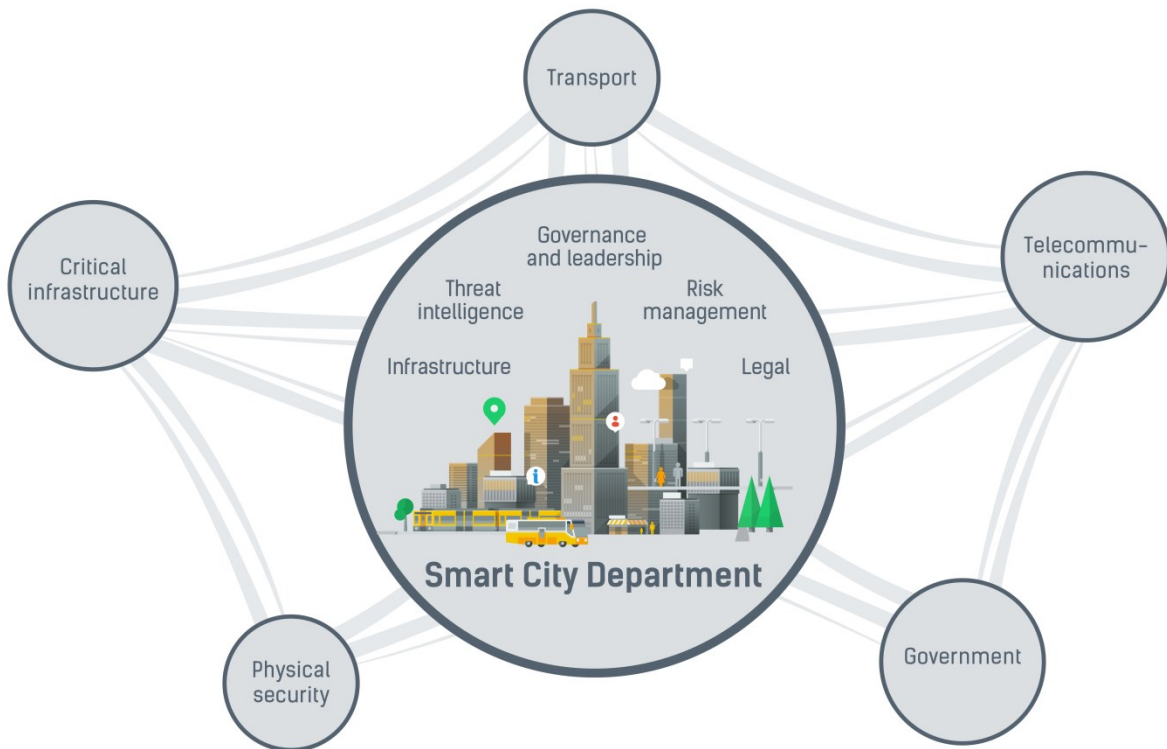 Transport
Critical
infrastructure
Telecommu-
nications
Governance
and leadership
Threat
intelligence
Risk
management
Infrastructure
Legal
Smart City Department
Physical
security
Government